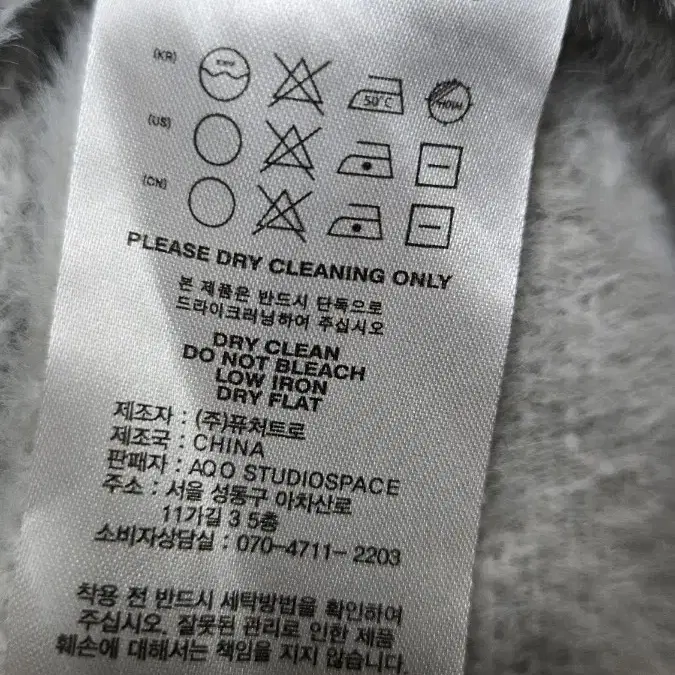 (KR) 50°C
(US)
(CN)
PLEASE DRY CLEANING ONLY
본 제품은 반드시 단독으로
드라이크러닝하여 주십시오
DRY CLEAN
DO NOT BLEACH
LOW IRON
DRY FLAT
제조자 : (주)퓨처트로
제조국 : CHINA
판패자 : AQO STUDIOSPACE
주소 : 서울 성동구 아차산로
11가길 3 5층
소비자상담실 : 070-4711-2203
착용 전 반드시 세탁방법을 확인하여
주십시오. 잘못된 관리로 인한 제품
훼손에 대해서는 책임을 지지 않습니다.